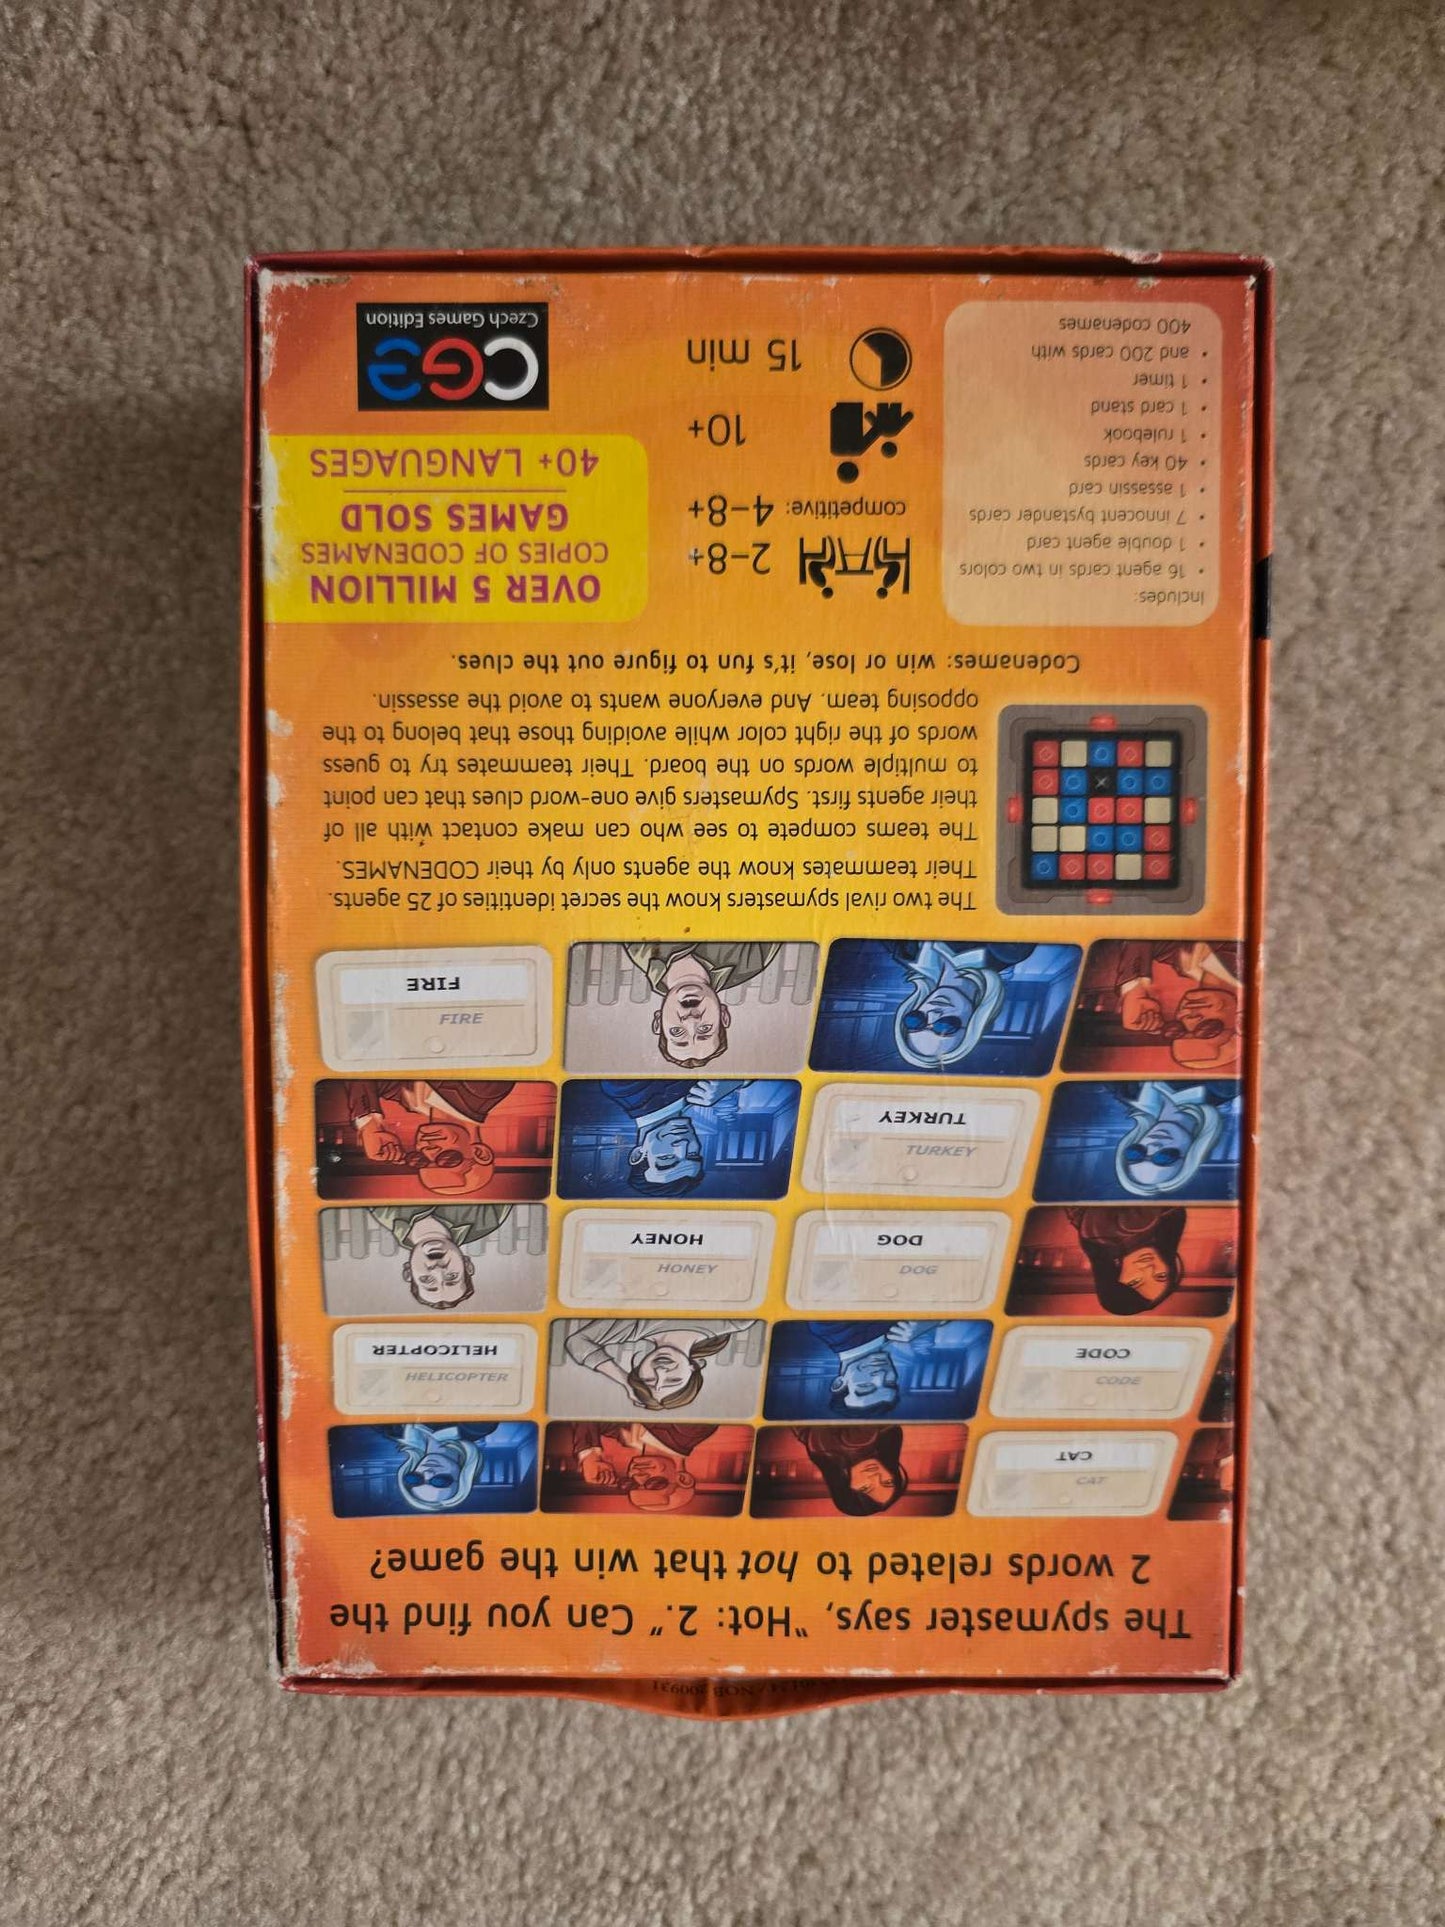 The spymaster says, "Hot: 2." Can you find the
2 words related to hot that win the game?
CAT
CAT
CODE
CODE
HELICOPTER
HELICOPTER
DOG
DOG
HONEY
HONEY
TURKEY
TURKEY
FIRE
FIRE
The two rival spymasters know the secret identities of 25 agents.
Their teammates know the agents only by their CODENAMES.
The teams compete to see who can make contact with all of
their agents first. Spymasters give one-word clues that can point
to multiple words on the board. Their teammates try to guess
words of the right color while avoiding those that belong to the
opposing team. And everyone wants to avoid the assassin.
Codenames: win or lose, it's fun to figure out the clues.
Includes:
• 16 agent cards in two colors
• 1 double agent card
• 7 innocent bystander cards
• 1 assassin card
• 40 key cards
• 1 rulebook
• 1 card stand
• 1 timer
• and 200 cards with
400 codenames
2–8+
competitive: 4–8+
10+
15 min
OVER 5 MILLION
COPIES OF CODENAMES
GAMES SOLD
40+ LANGUAGES
CGE
Czech Games Edition